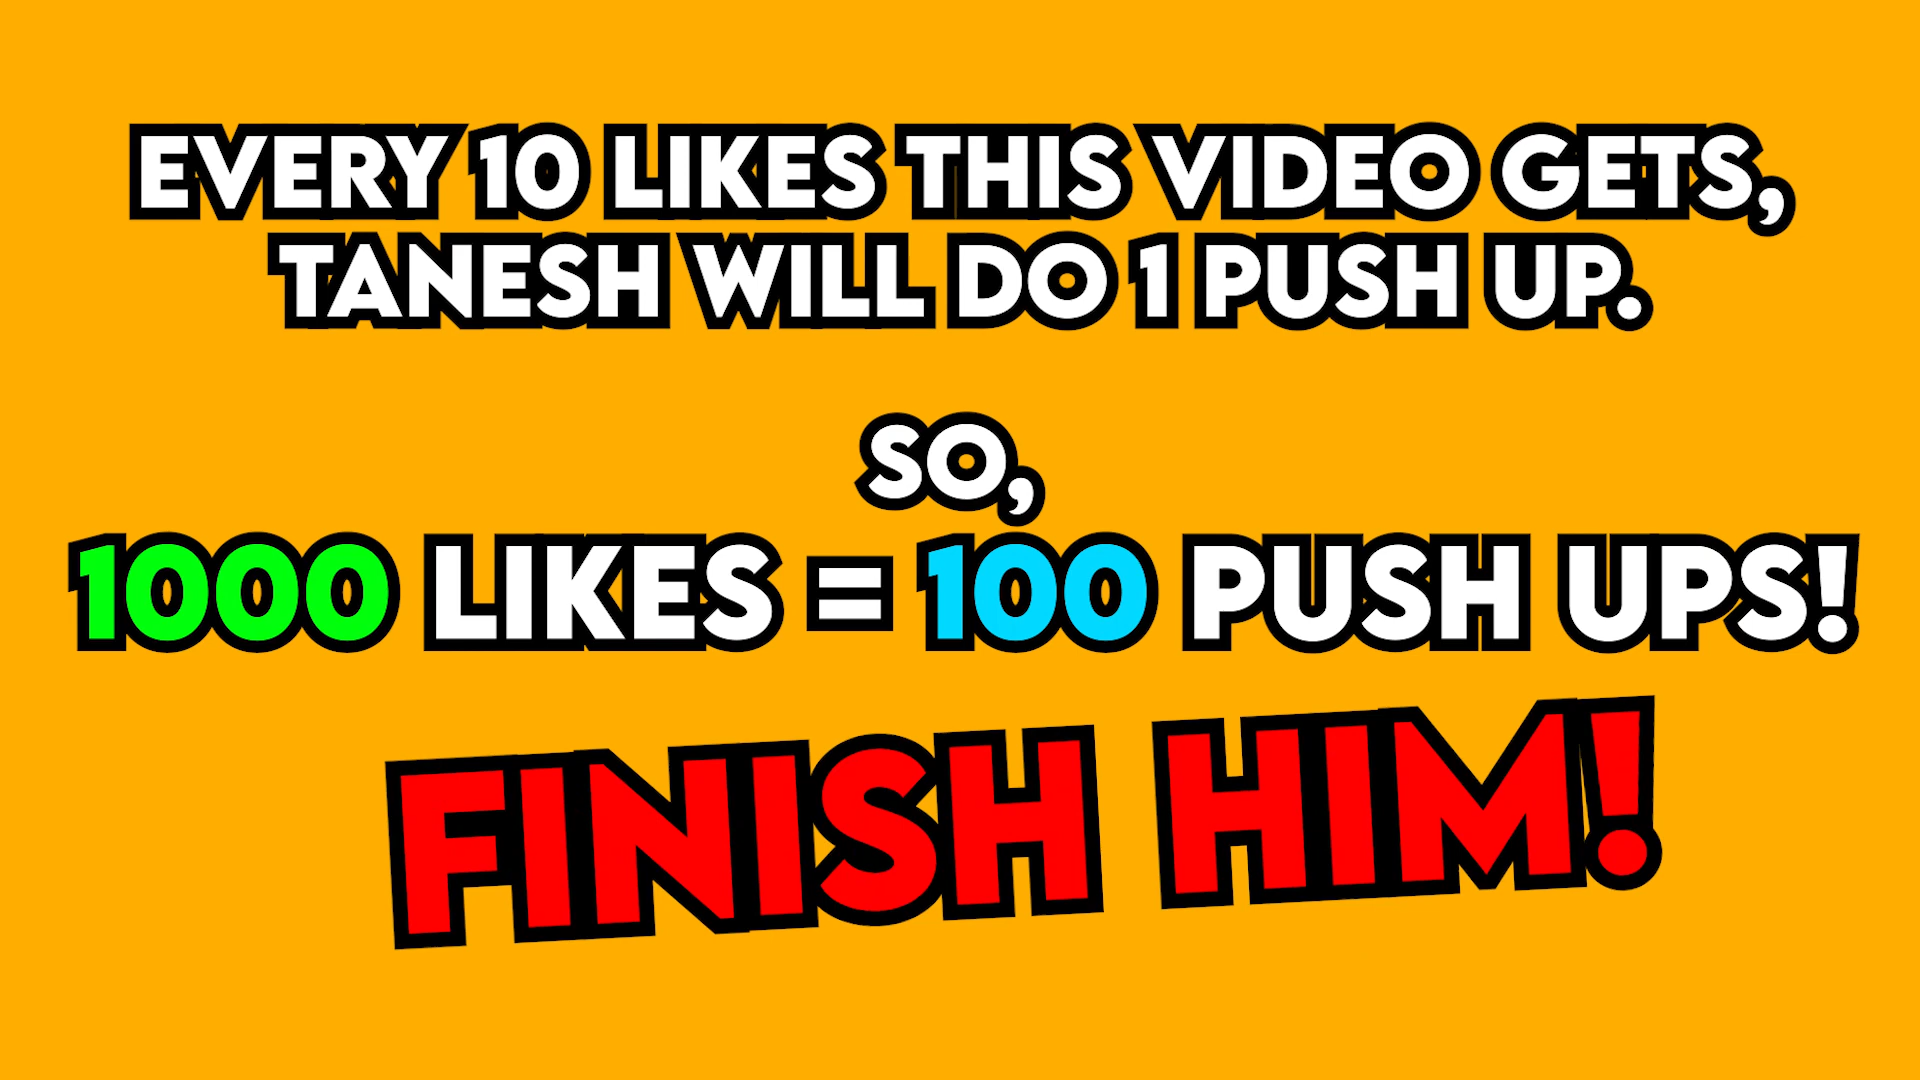 EVERY 10 LIKES THIS VIDEO GETS,
TANESH WILL DO 1 PUSH UP.
SO,
1000 LIKES = 100 PUSH UPS!
FINISH HIM!